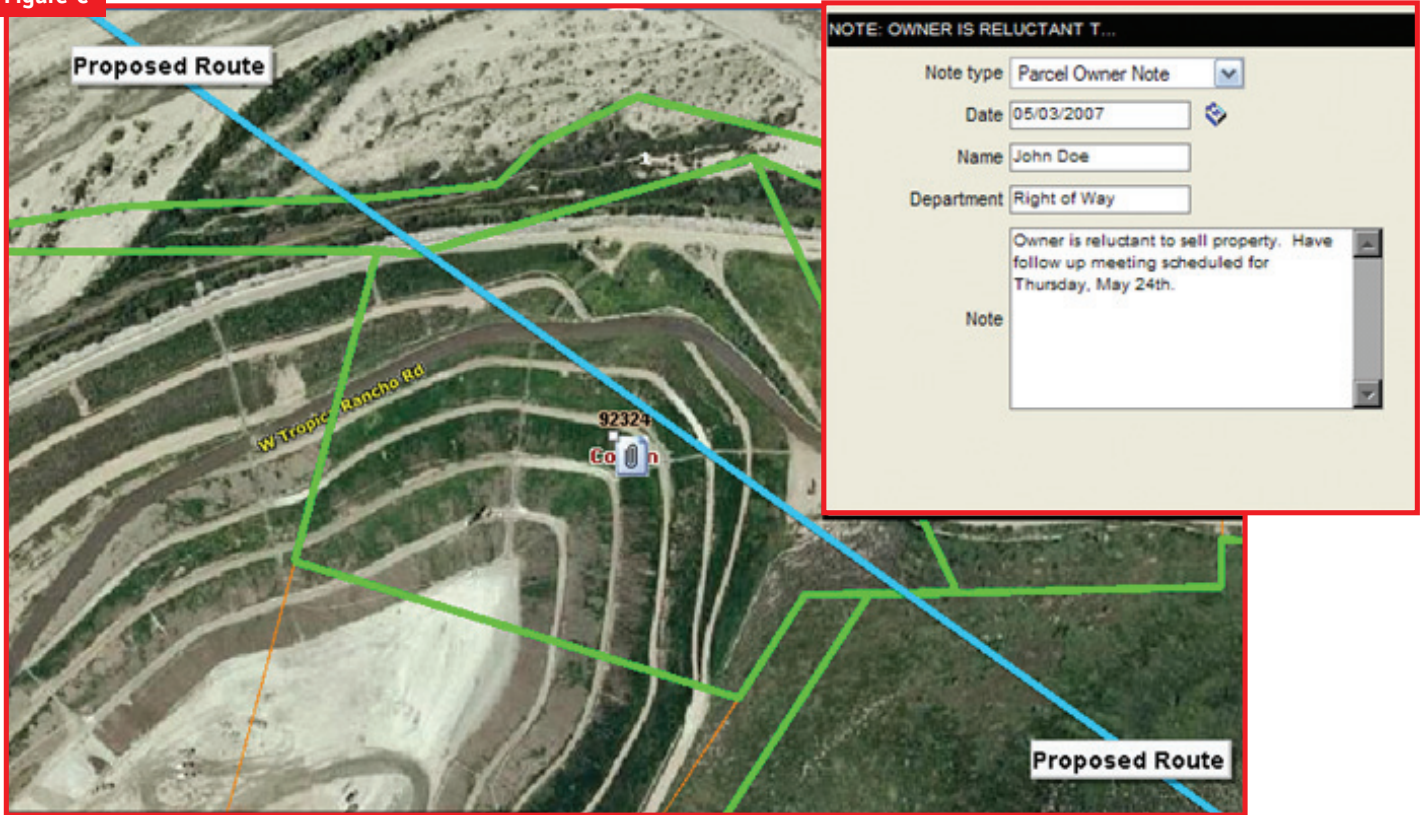 Proposed Route
W Tropica Rancho Rd
92324
Proposed Route
NOTE: OWNER IS RELUCTANT T...
Note type Parcel Owner Note
Date 05/03/2007
Name John Doe
Department Right of Way
Note
Owner is reluctant to sell property. Have
follow up meeting scheduled for
Thursday, May 24th.